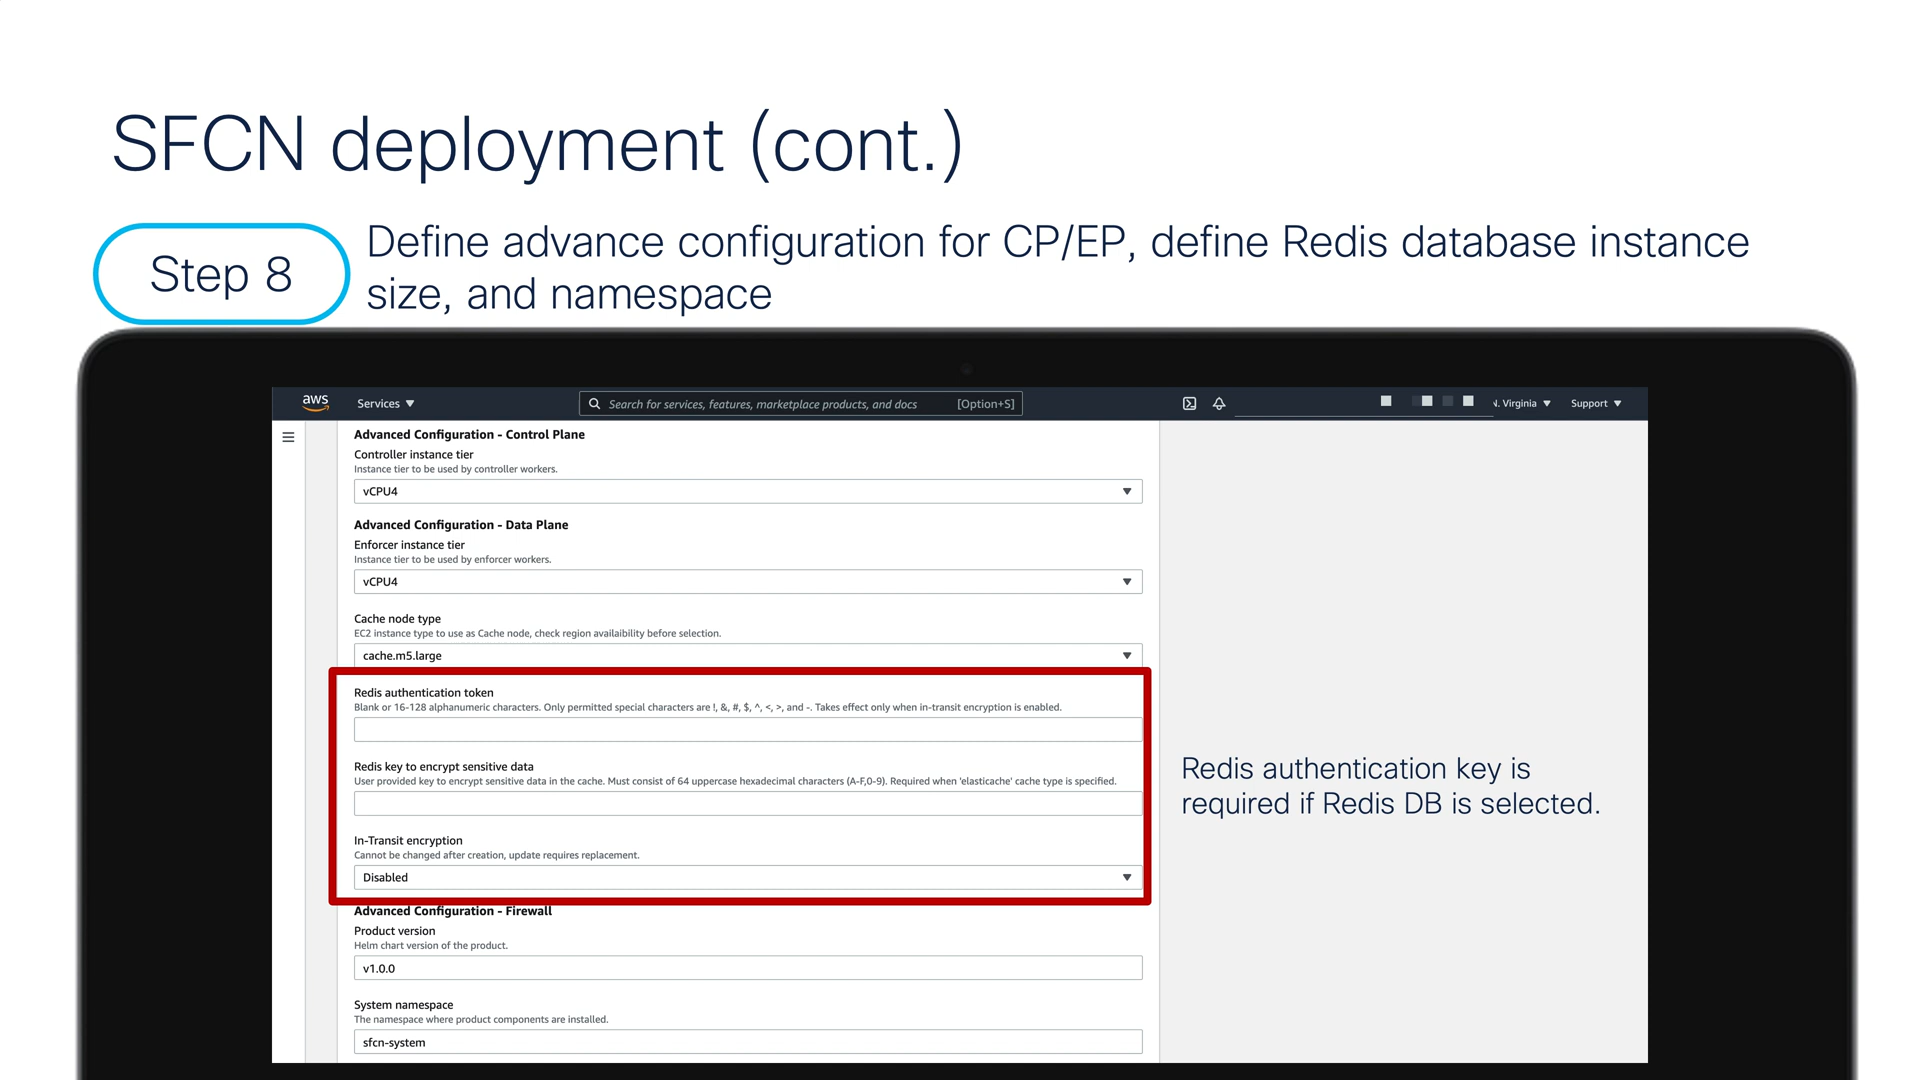 SFCN deployment (cont.)
Step 8
Define advance configuration for CP/EP, define Redis database instance
size, and namespace
aws
Services
Search for services, features, marketplace products, and docs
[Option+S]
Virginia
Support
Advanced Configuration - Control Plane
Controller instance tier
Instance tier to be used by controller workers.
vCPU4
Advanced Configuration - Data Plane
Enforcer instance tier
Instance tier to be used by enforcer workers.
vCPU4
Cache node type
EC2 instance type to use as Cache node, check region availaibility before selection.
cache.m5.large
Redis authentication token
Blank or 16-128 alphanumeric characters. Only permitted special characters are !, &, #, $, ^, <, >, and -. Takes effect only when in-transit encryption is enabled.
Redis key to encrypt sensitive data
User provided key to encrypt sensitive data in the cache. Must consist of 64 uppercase hexadecimal characters (A-F,0-9). Required when 'elasticache' cache type is specified.
In-Transit encryption
Cannot be changed after creation, update requires replacement.
Disabled
Redis authentication key is
required if Redis DB is selected.
Advanced Configuration - Firewall
Product version
Helm chart version of the product.
v1.0.0
System namespace
The namespace where product components are installed.
sfcn-system